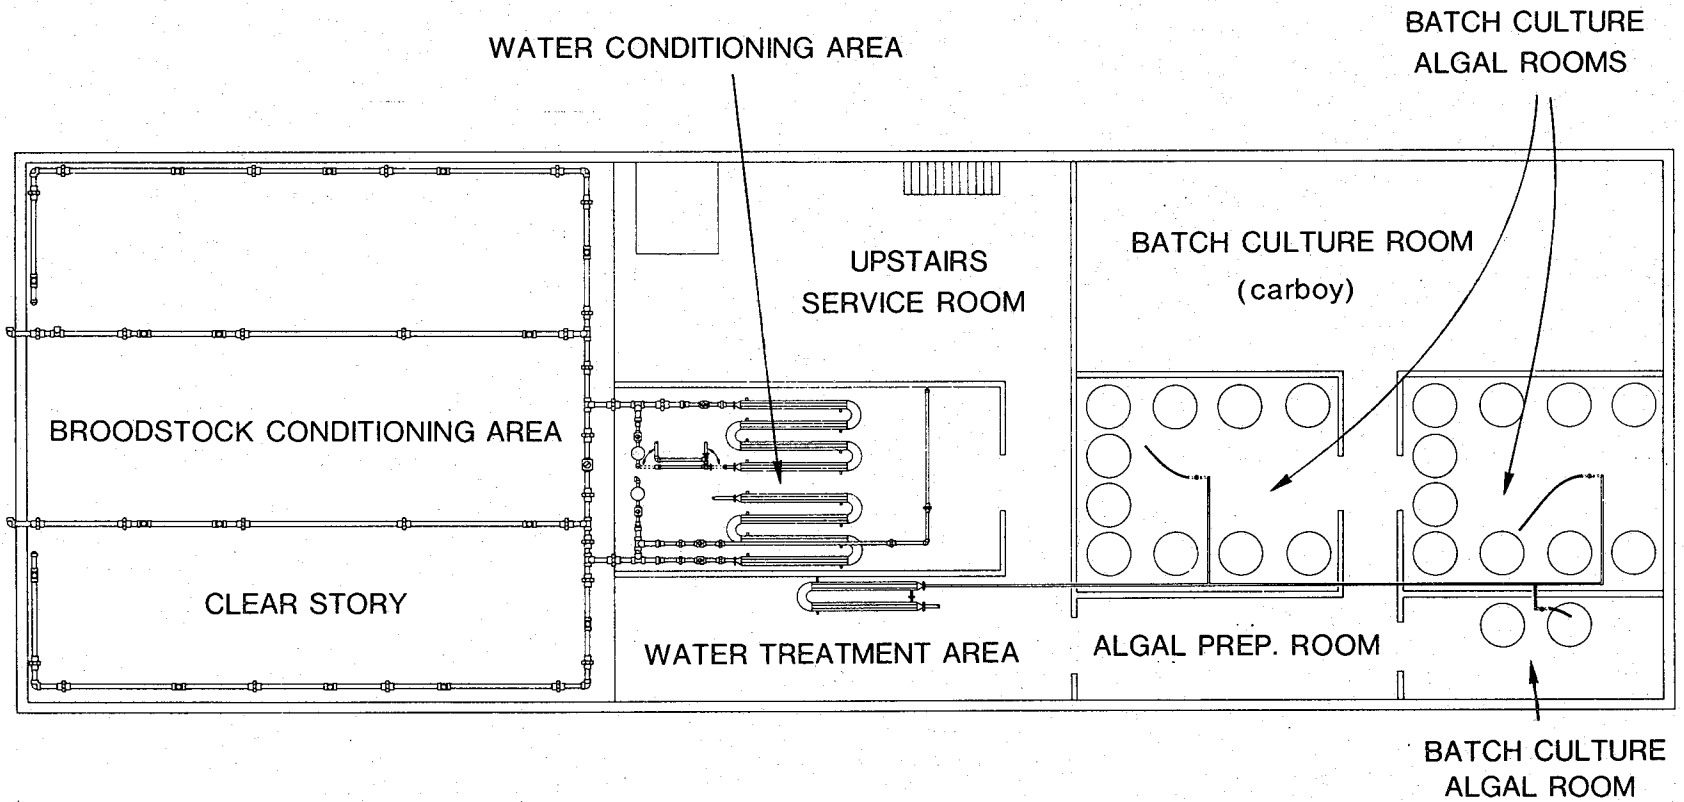 BATCH CULTURE
ALGAL ROOMS
WATER CONDITIONING AREA
BATCH CULTURE ROOM
(carboy)
UPSTAIRS
SERVICE ROOM
BROODSTOCK CONDITIONING AREA
CLEAR STORY
WATER TREATMENT AREA
ALGAL PREP. ROOM
BATCH CULTURE
ALGAL ROOM